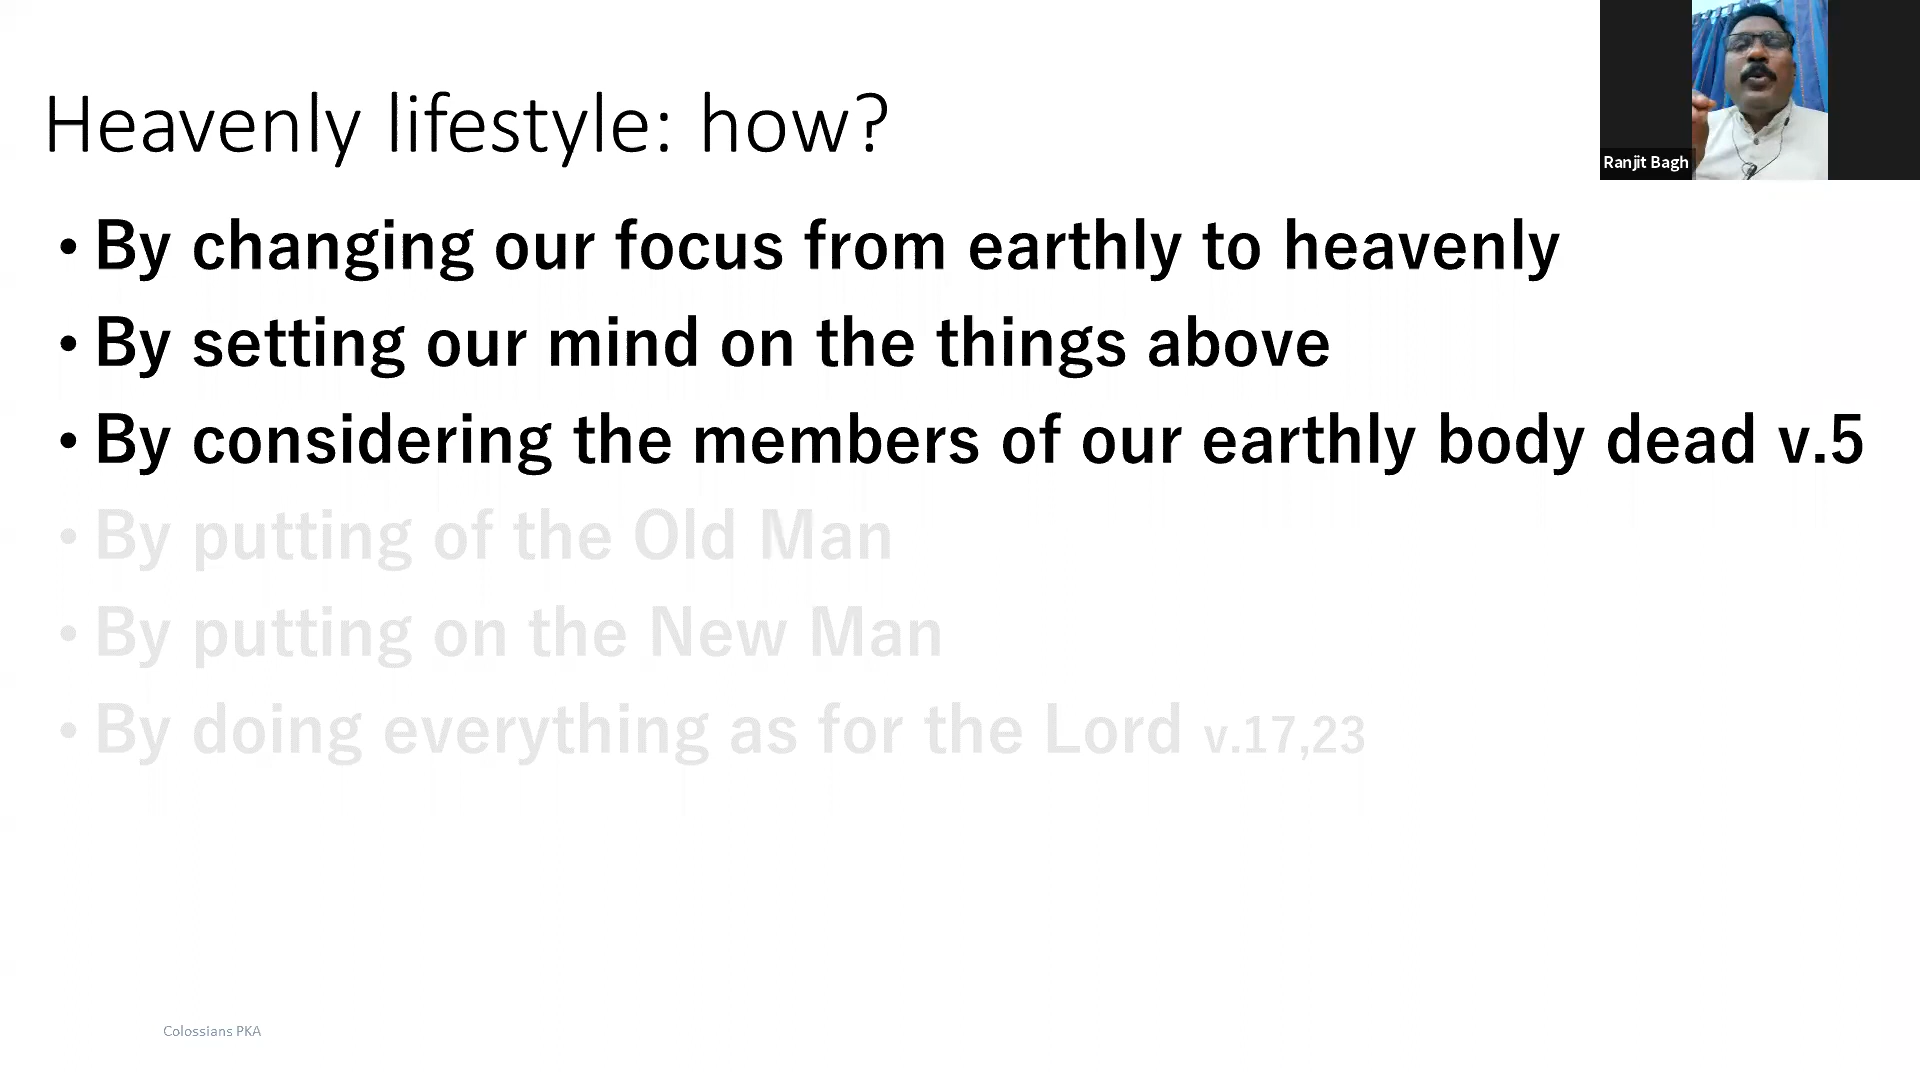 Heavenly lifestyle: how?
Ranjit Bagh
• By changing our focus from earthly to heavenly
• By setting our mind on the things above
• By considering the members of our earthly body dead v.5
• By putting of the Old Man
• By putting on the New Man
• By doing everything as for the Lord v.17,23
Colossians PKA